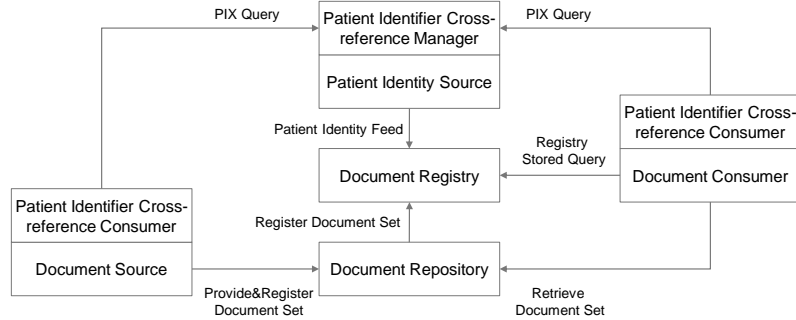 PIX Query
Patient Identifier Cross-
reference Manager
PIX Query
Patient Identity Source
Patient Identity Feed
Patient Identifier Cross-
reference Consumer
Registry
Stored Query
Document Registry
Document Consumer
Patient Identifier Cross-
reference Consumer
Register Document Set
Document Source
Document Repository
Provide&Register
Document Set
Retrieve
Document Set